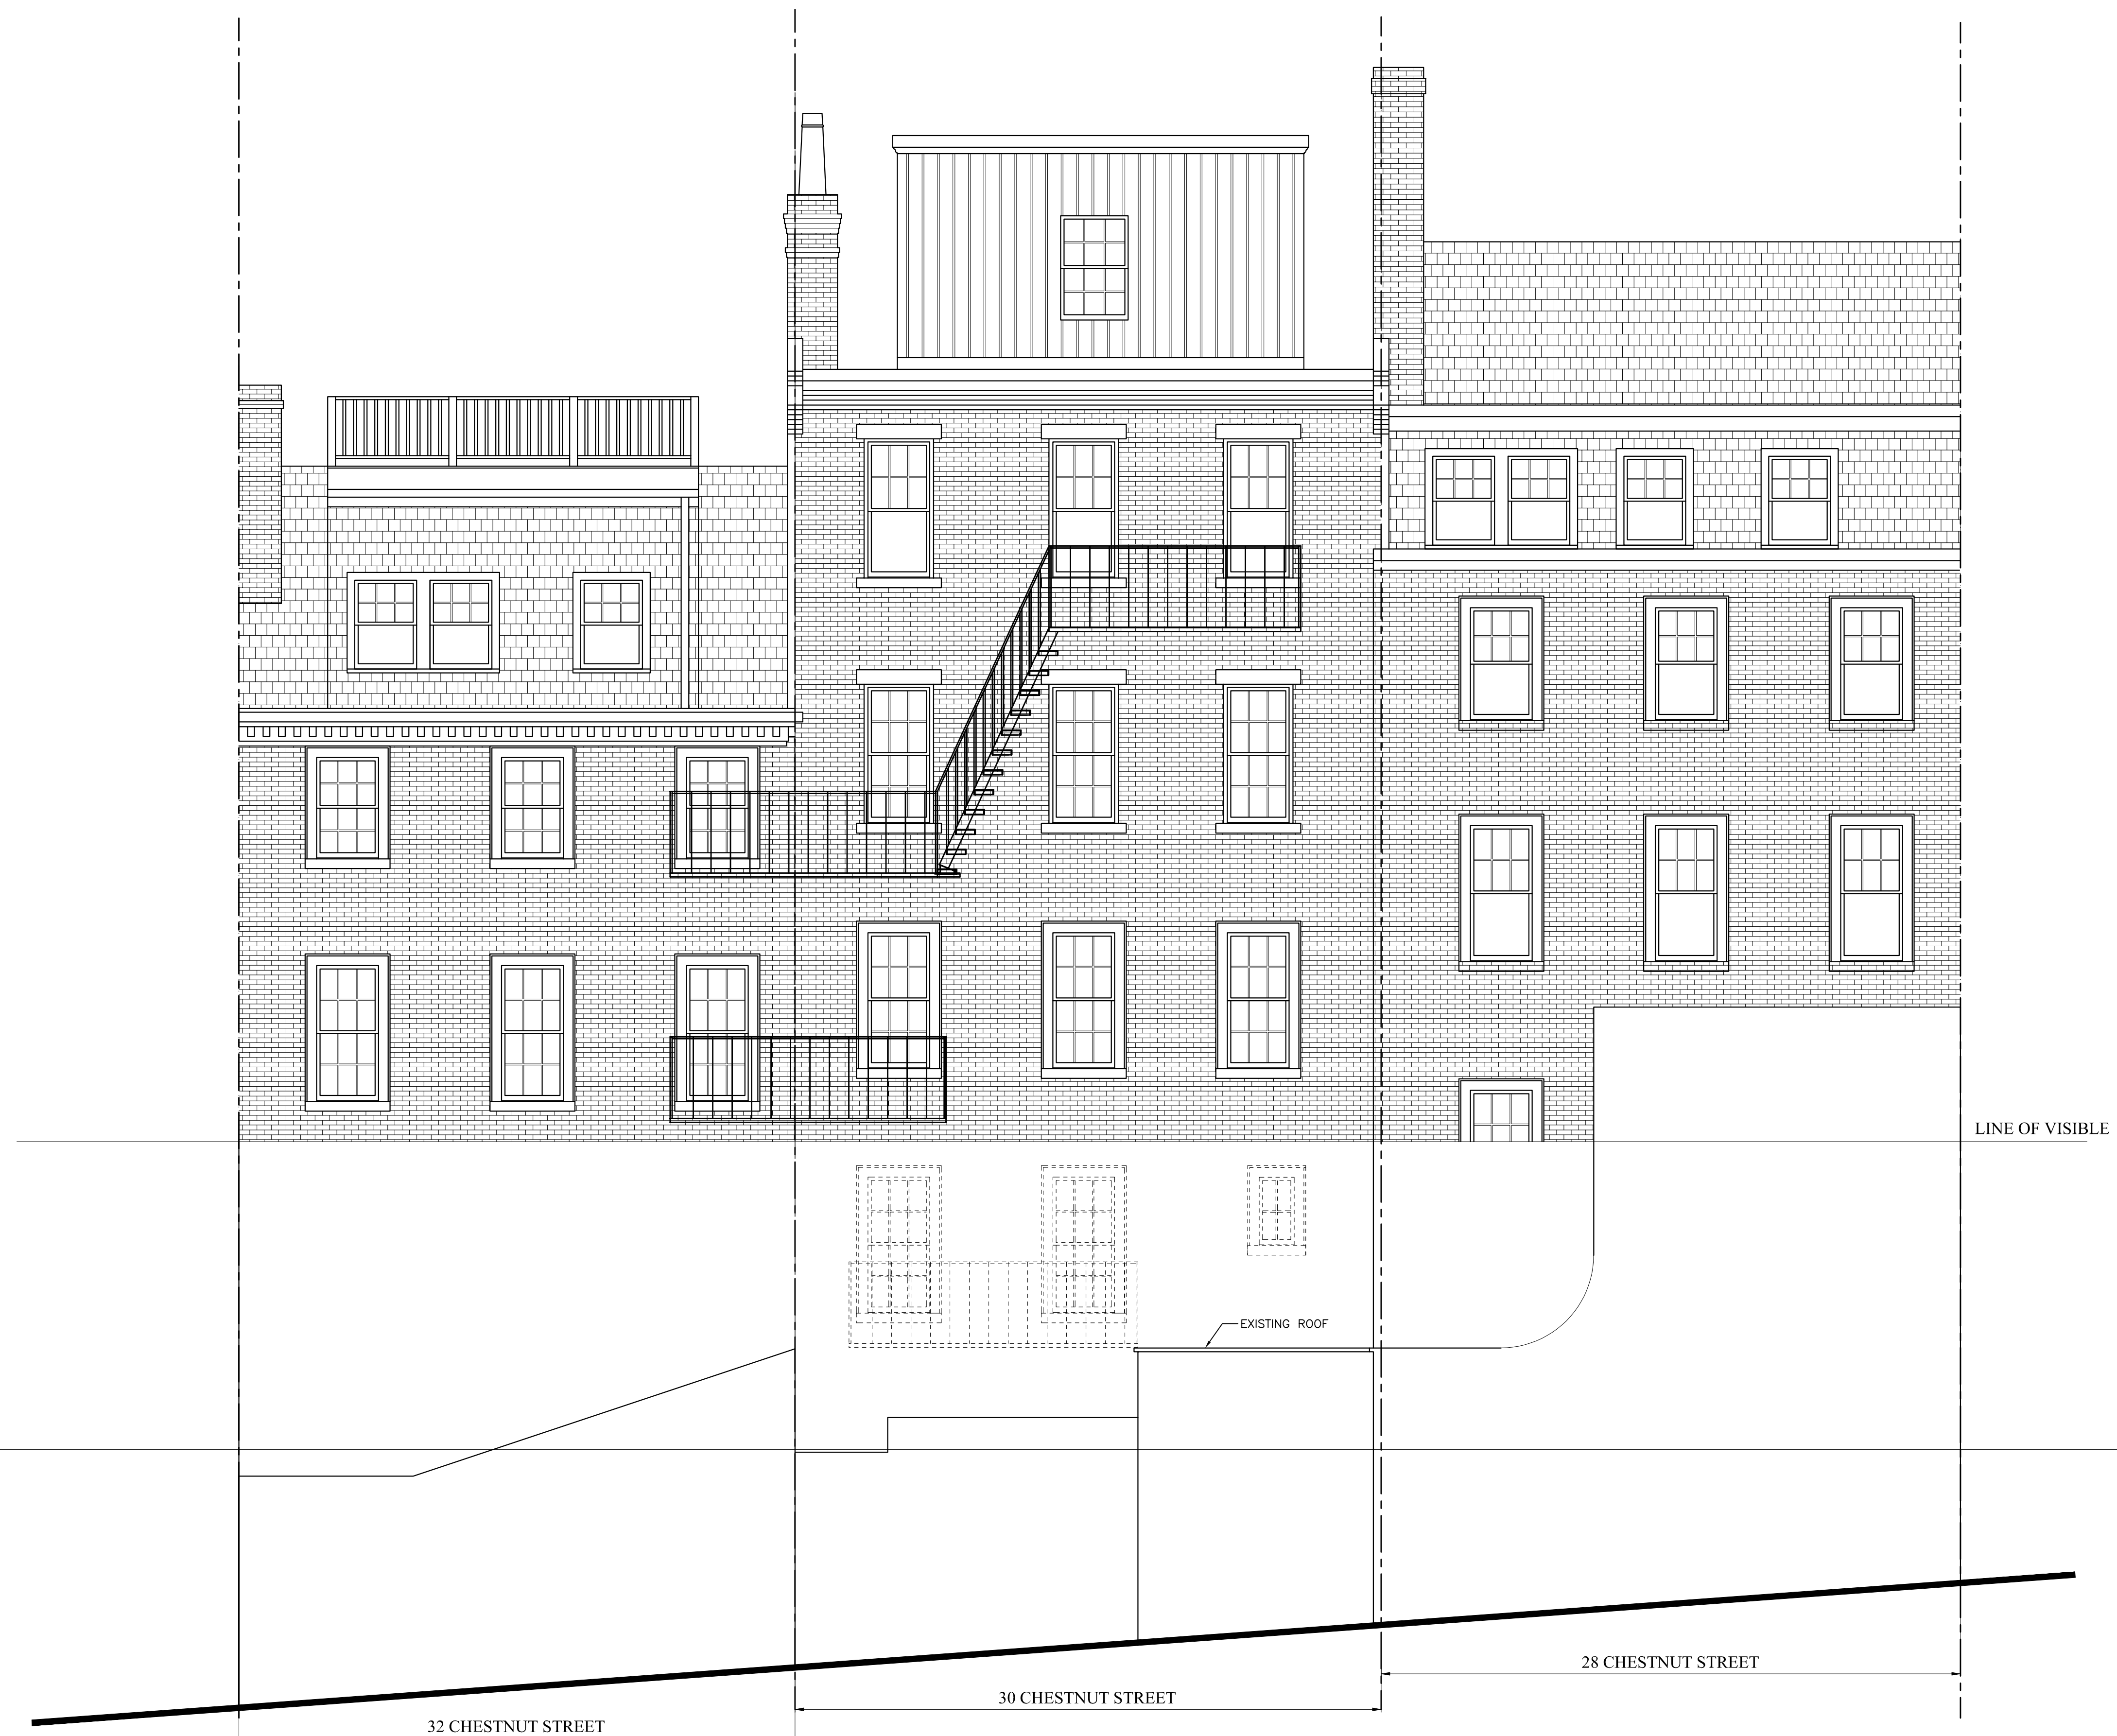 LINE OF VISIBLE
EXISTING ROOF
28 CHESTNUT STREET
30 CHESTNUT STREET
32 CHESTNUT STREET